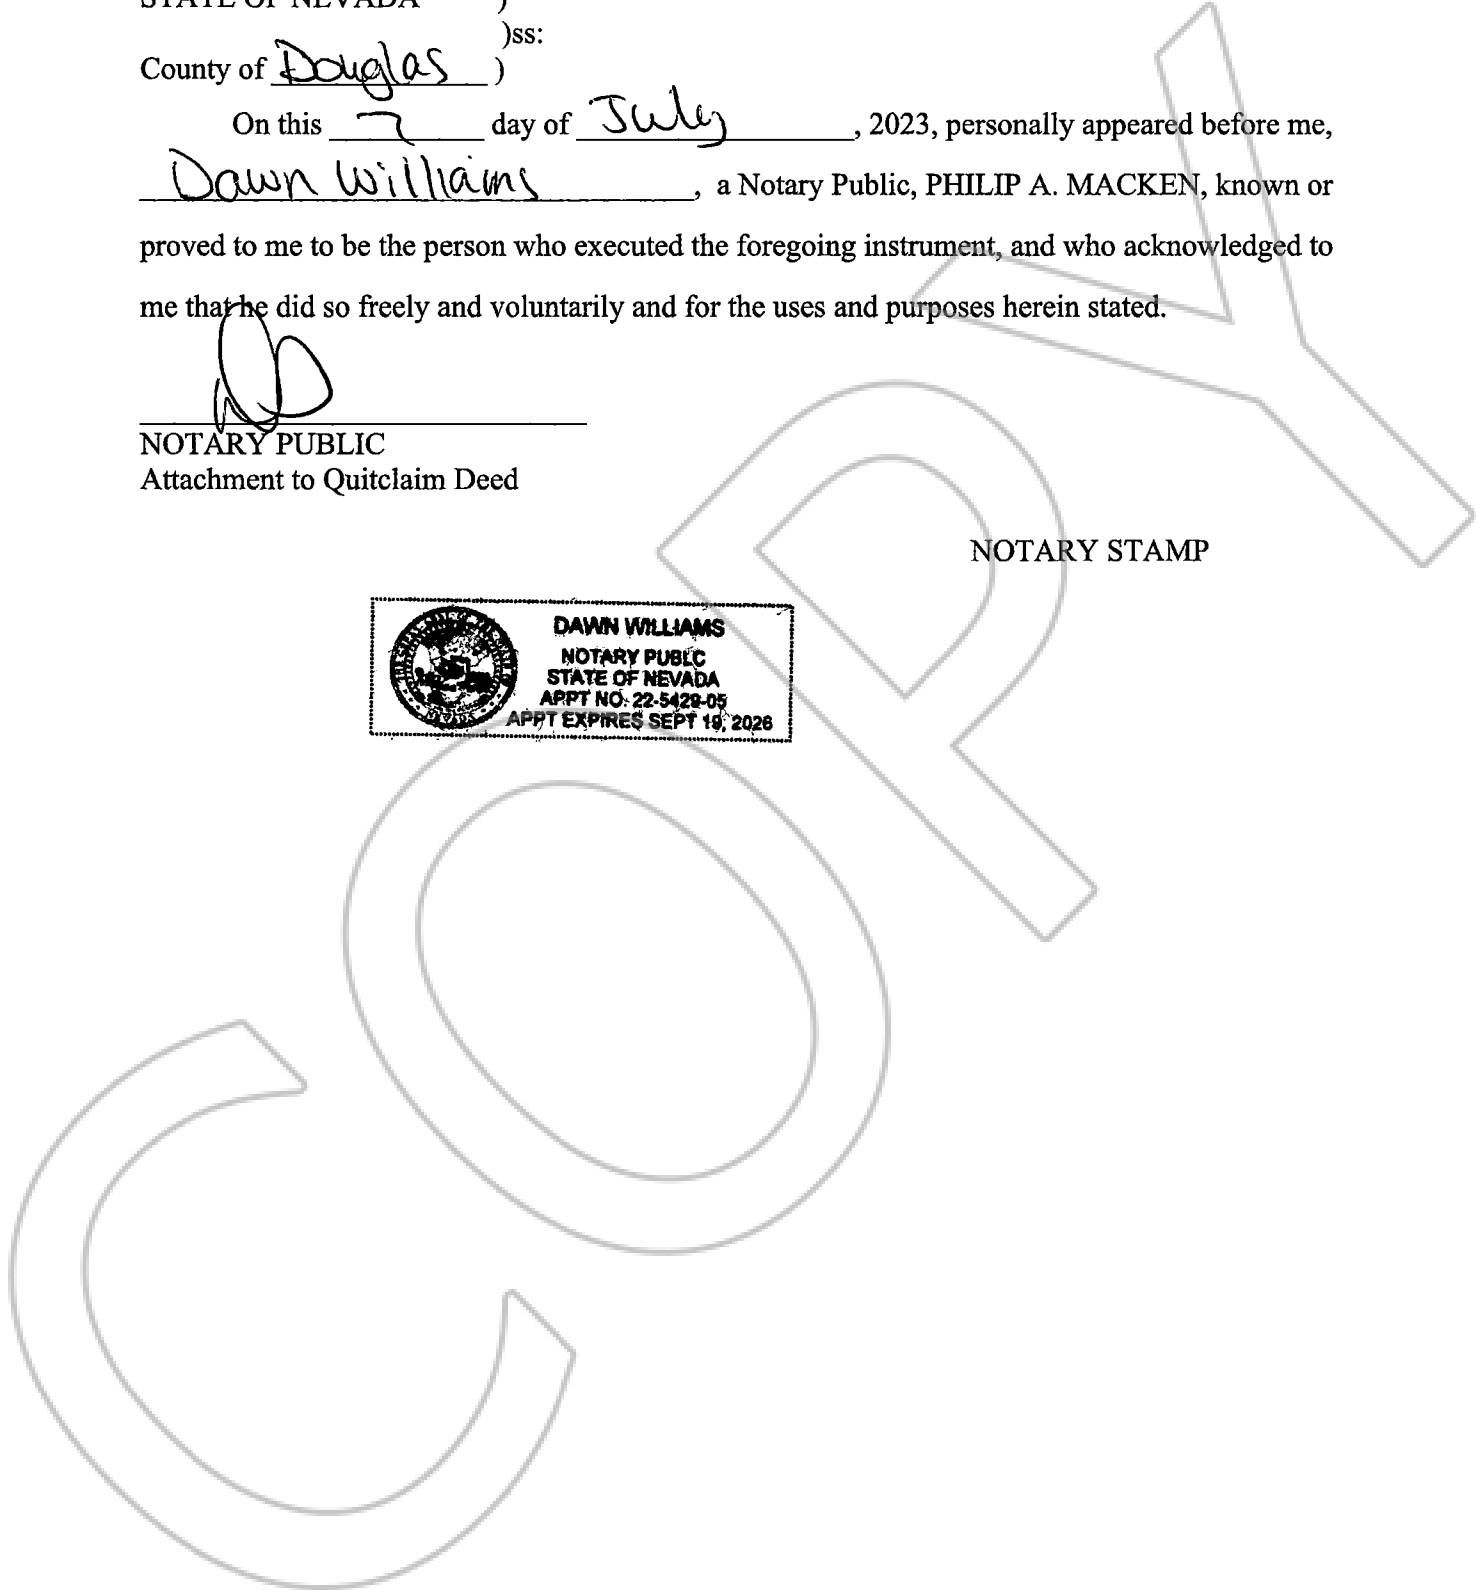 STATE OF NEVADA )
)ss:
County of Douglas )
On this 7 day of July, 2023, personally appeared before me,
Dawn Williams, a Notary Public, PHILIP A. MACKEN, known or
proved to me to be the person who executed the foregoing instrument, and who acknowledged to
me that he did so freely and voluntarily and for the uses and purposes herein stated.
NOTARY PUBLIC
Attachment to Quitclaim Deed
NOTARY STAMP
DAWN WILLIAMS
NOTARY PUBLC
STATE OF NEVADA
APPT NO. 22-5429-05
APPT EXPIRES SEPT 19, 2026
NEVADA
COPY